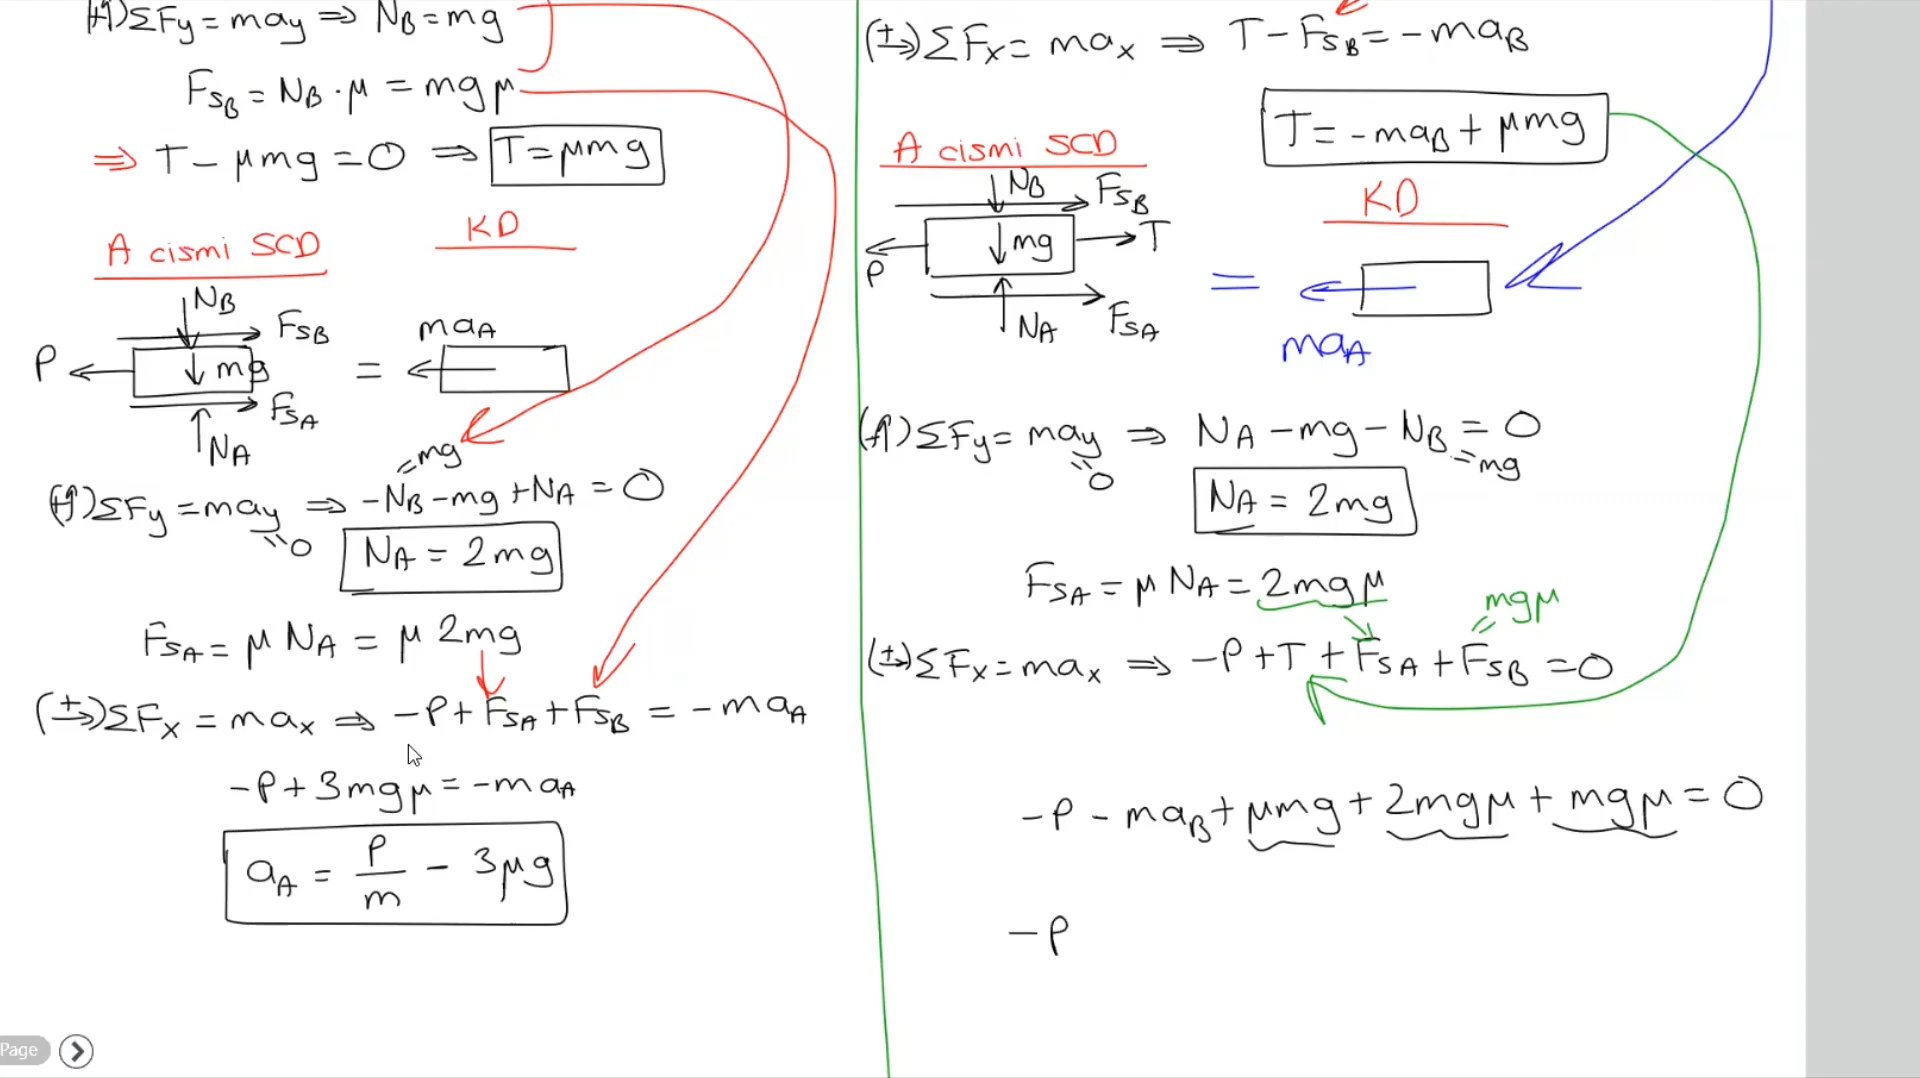 (+↑)ΣFy = may ⇒ NB = mg
FsB = NB · μ = mgμ
⇒ T - μmg = 0 ⇒ T = μmg
A cismi SCD
KD
NB
FsB
P
mg
FsA
NA
=
maA
= mg
(+↑)ΣFy = may ⇒ -NB - mg + NA = 0
= 0
NA = 2mg
FsA = μ NA = μ 2mg
(+→)ΣFx = max ⇒ -P + FsA + FsB = -maA
-P + 3mgμ = -maA
aA = P/m - 3μg
Page
(+→)ΣFx = max ⇒ T - FsB = -maB
T = -maB + μmg
A cismi SCD
KD
NB
FsB
mg
T
P
NA
FsA
=
maA
(+↑)ΣFy = may ⇒ NA - mg - NB = 0
= 0
= mg
NA = 2mg
FsA = μ NA = 2mgμ
mgμ
=
(+→)ΣFx = max ⇒ -P + T + FsA + FsB = 0
-P - maB + μmg + 2mgμ + mgμ = 0
-P